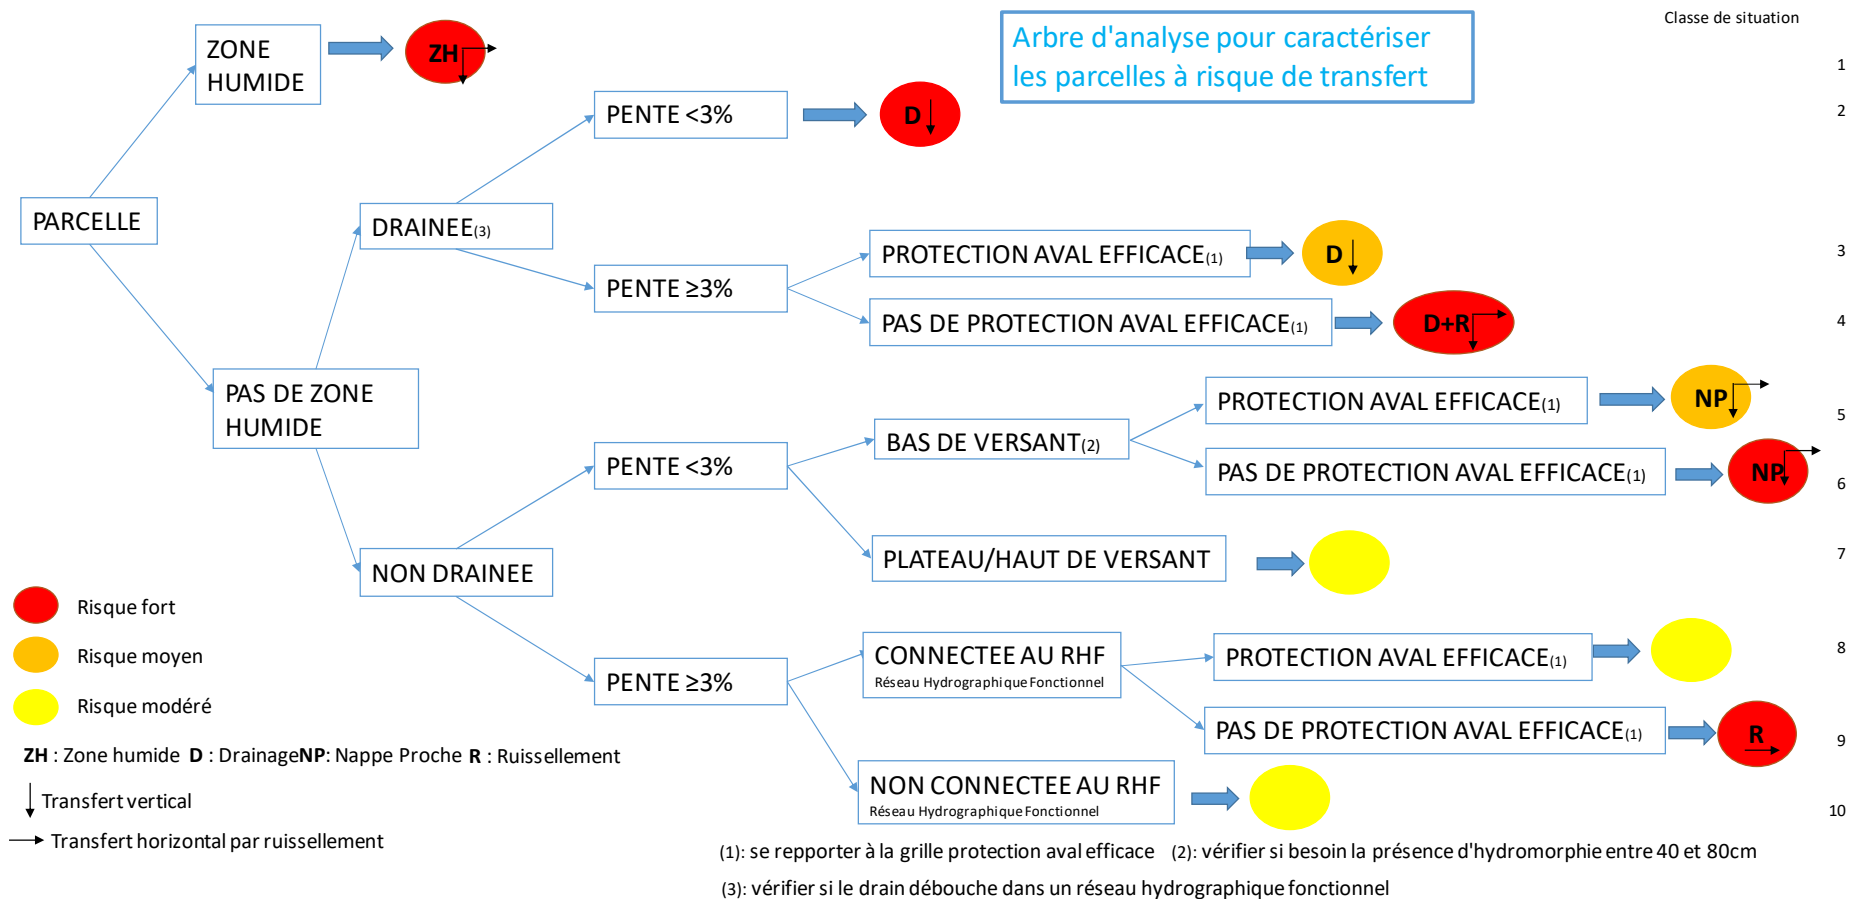 Classe de situation
Arbre d'analyse pour caractériser
les parcelles à risque de transfert
ZONE
HUMIDE
ZH
1
PENTE <3%
D
2
PARCELLE
DRAINEE(3)
PROTECTION AVAL EFFICACE(1)
D
3
PENTE ≥3%
PAS DE PROTECTION AVAL EFFICACE(1)
D+R
4
PAS DE ZONE
HUMIDE
PROTECTION AVAL EFFICACE(1)
NP
5
BAS DE VERSANT(2)
PENTE <3%
PAS DE PROTECTION AVAL EFFICACE(1)
NP
6
PLATEAU/HAUT DE VERSANT
7
NON DRAINEE
CONNECTEE AU RHF
Réseau Hydrographique Fonctionnel
PROTECTION AVAL EFFICACE(1)
8
PENTE ≥3%
PAS DE PROTECTION AVAL EFFICACE(1)
R
9
NON CONNECTEE AU RHF
Réseau Hydrographique Fonctionnel
10
Risque fort
Risque moyen
Risque modéré
ZH : Zone humide D : DrainageNP: Nappe Proche R : Ruissellement
Transfert vertical
Transfert horizontal par ruissellement
(1): se repporter à la grille protection aval efficace (2): vérifier si besoin la présence d'hydromorphie entre 40 et 80cm
(3): vérifier si le drain débouche dans un réseau hydrographique fonctionnel